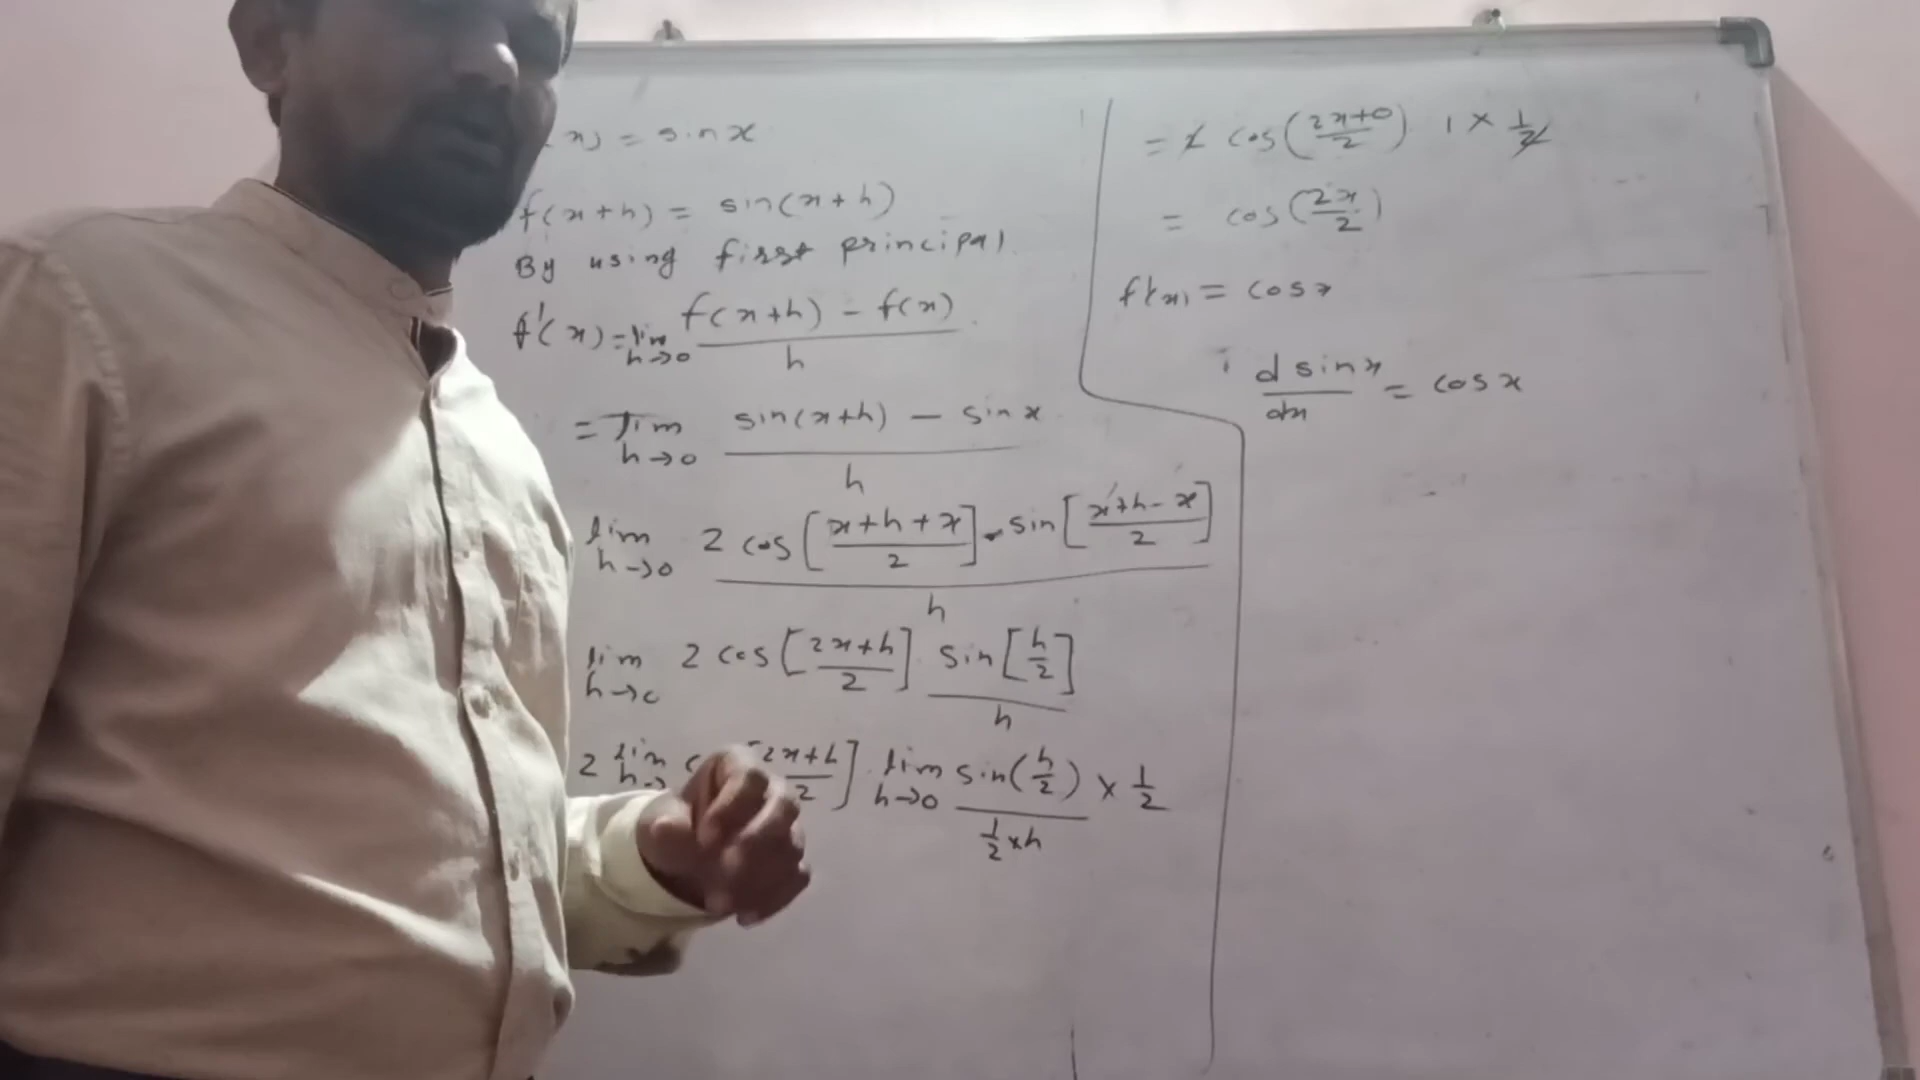 x) = sin x
f(x+h) = sin(x+h)
By using first principal.
f'(x) = lim h→0 f(x+h) - f(x) / h
= lim h→0 sin(x+h) - sin x / h
lim h→0 2 cos [x+h+x / 2] . sin [x+h-x / 2] / h
lim h→0 2 cos [2x+h / 2] . sin [h/2] / h
2 lim h→ [2x+h / 2] . lim h→0 sin(h/2) / 1/2 × h × 1/2
= 2 cos (2x+0 / 2) 1 × 1/2
= cos (2x / 2)
f'(x) = cos x
d sin x / dx = cos x